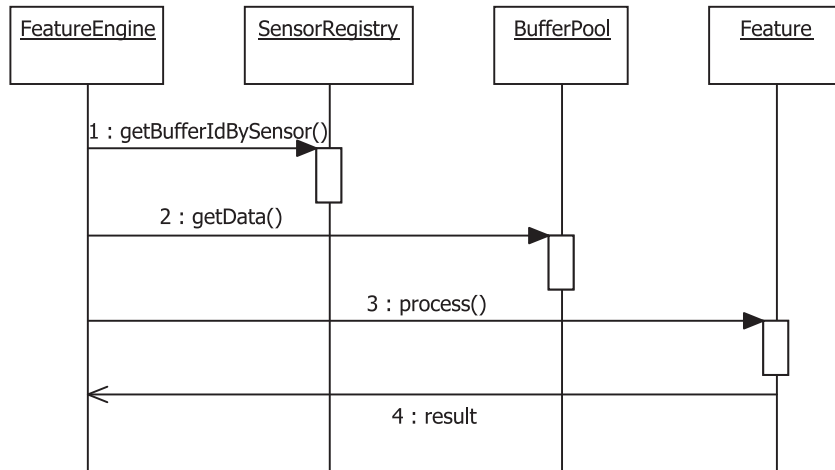 FeatureEngine
SensorRegistry
BufferPool
Feature
1 : getBufferIdBySensor()
2 : getData()
3 : process()
4 : result